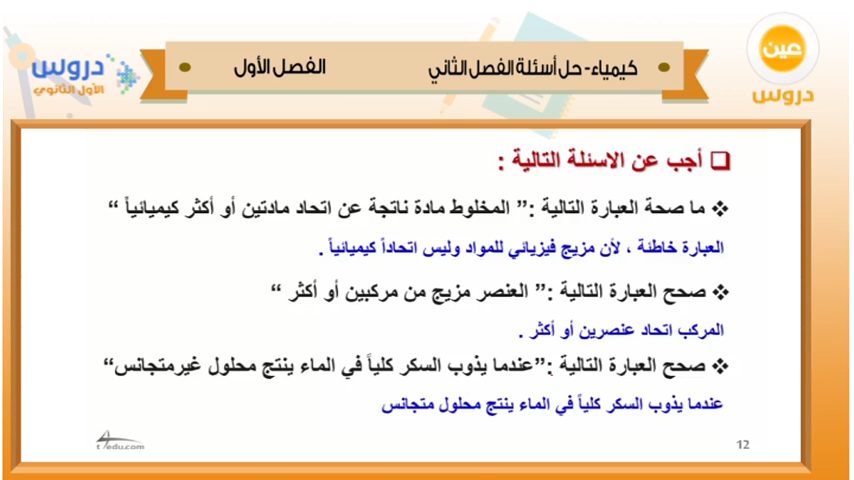 عين
دروس
كيمياء- حل أسئلة الفصل الثاني
الفصل الأول
دروس
الأول الثانوي
أجب عن الاسئلة التالية :
ما صحة العبارة التالية :” المخلوط مادة ناتجة عن اتحاد مادتين أو أكثر كيميائياً “
العبارة خاطئة ، لأن مزيج فيزيائي للمواد وليس اتحاداً كيميائياً .
صحح العبارة التالية :” العنصر مزيج من مركبين أو أكثر “
المركب اتحاد عنصرين أو أكثر .
صحح العبارة التالية :”عندما يذوب السكر كلياً في الماء ينتج محلول غيرمتجانس“
عندما يذوب السكر كلياً في الماء ينتج محلول متجانس
t4edu.com
12